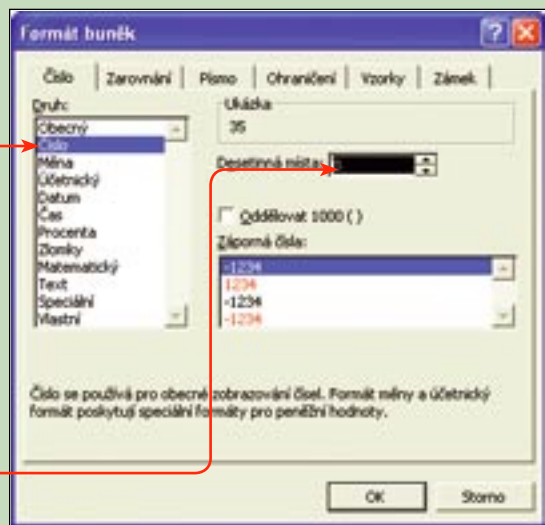 Formát buněk
Číslo Zarovnání Písmo Ohraničení Vzorky Zámek
Druh:
Obecný
Číslo
Měna
Účetnický
Datum
Čas
Procenta
Zlomky
Matematický
Text
Speciální
Vlastní
Ukázka
35
Desetinná místa:
Oddělovat 1000 ( )
Záporná čísla:
-1234
1234
-1234
-1234
Číslo se používá pro obecné zobrazování čísel. Formát měny a účetnický
formát poskytují speciální formáty pro peněžní hodnoty.
OK Storno